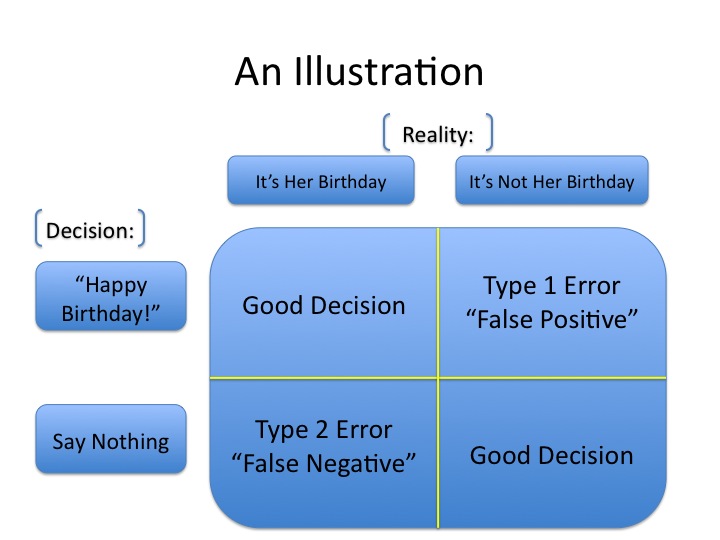 An Illustration
Reality:
It’s Her Birthday
It’s Not Her Birthday
Decision:
“Happy
Birthday!”
Good Decision
Type 1 Error
“False Positive”
Say Nothing
Type 2 Error
“False Negative”
Good Decision